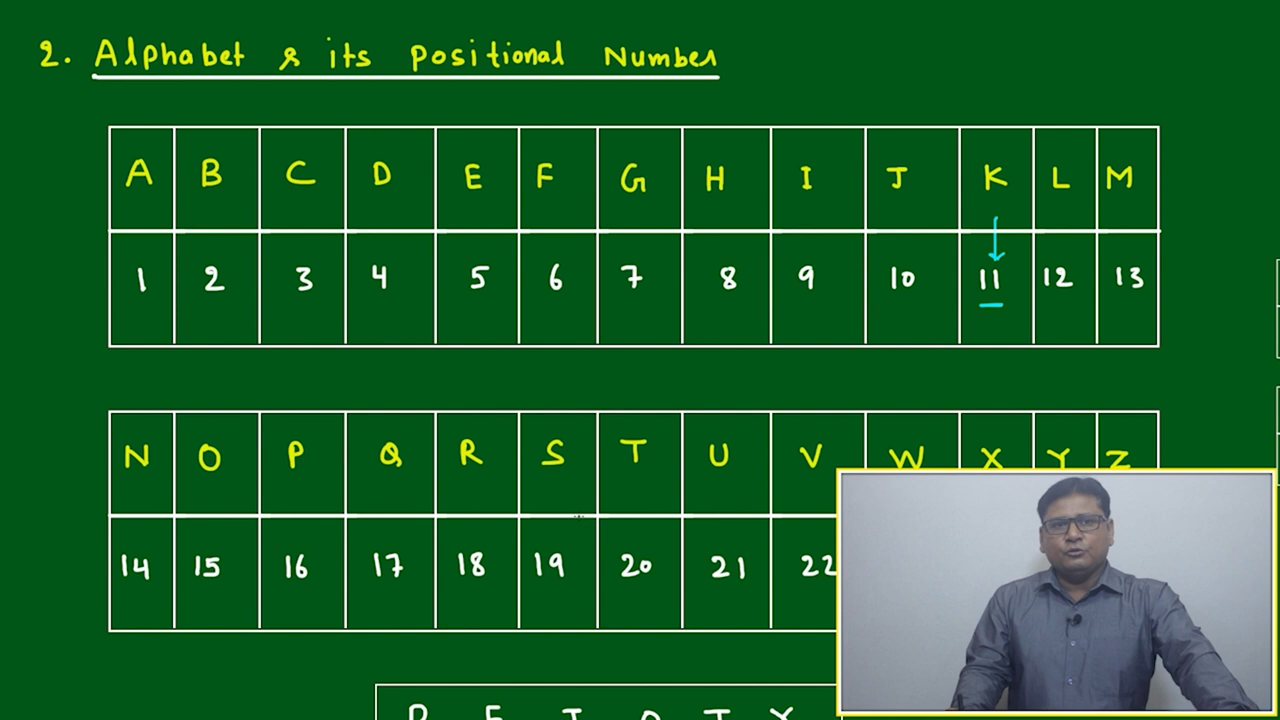 2. Alphabet & its Positional Number
A B C D E F G H I J K L M
1 2 3 4 5 6 7 8 9 10 11 12 13
N O P Q R S T U V W X Y Z
14 15 16 17 18 19 20 21 22